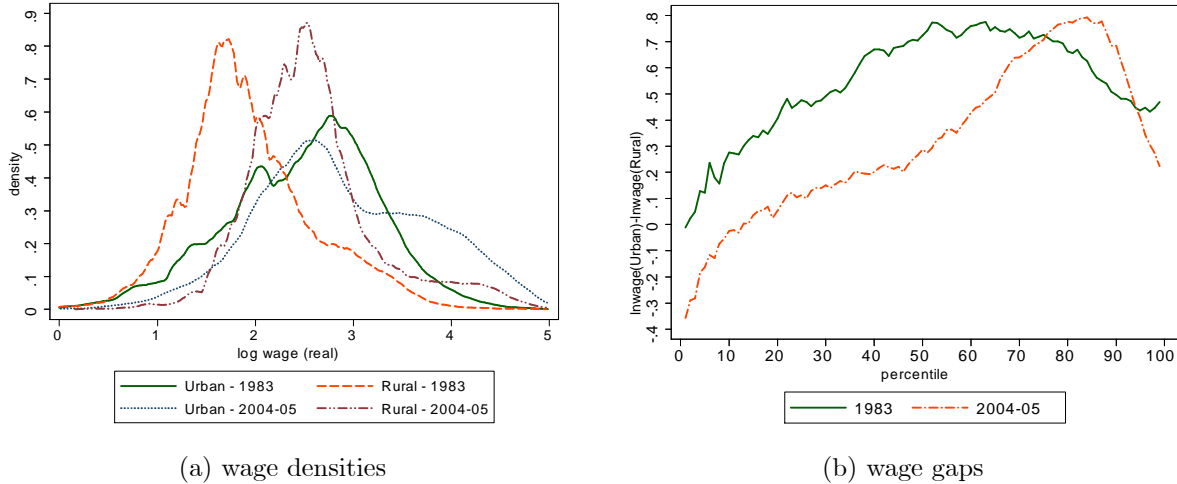 density
0 .1 .2 .3 .4 .5 .6 .7 .8 .9
0 1 2 3 4 5
log wage (real)
Urban - 1983 Rural - 1983
Urban - 2004-05 Rural - 2004-05
(a) wage densities
lnwage(Urban)-lnwage(Rural)
-.4 -.3 -.2 -.1 0 .1 .2 .3 .4 .5 .6 .7 .8
0 10 20 30 40 50 60 70 80 90 100
percentile
1983 2004-05
(b) wage gaps